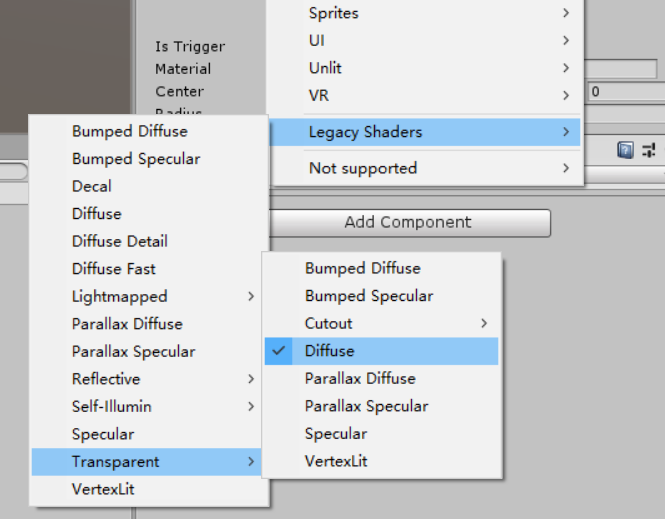 Sprites
Is Trigger
UI
Material
Unlit
Center
VR
0
Radius
Legacy Shaders
Not supported
Add Component
Bumped Diffuse
Bumped Specular
Decal
Diffuse
Diffuse Detail
Diffuse Fast
Lightmapped
Parallax Diffuse
Parallax Specular
Reflective
Self-Illumin
Specular
Transparent
VertexLit
Bumped Diffuse
Bumped Specular
Cutout
Diffuse
Parallax Diffuse
Parallax Specular
Specular
VertexLit